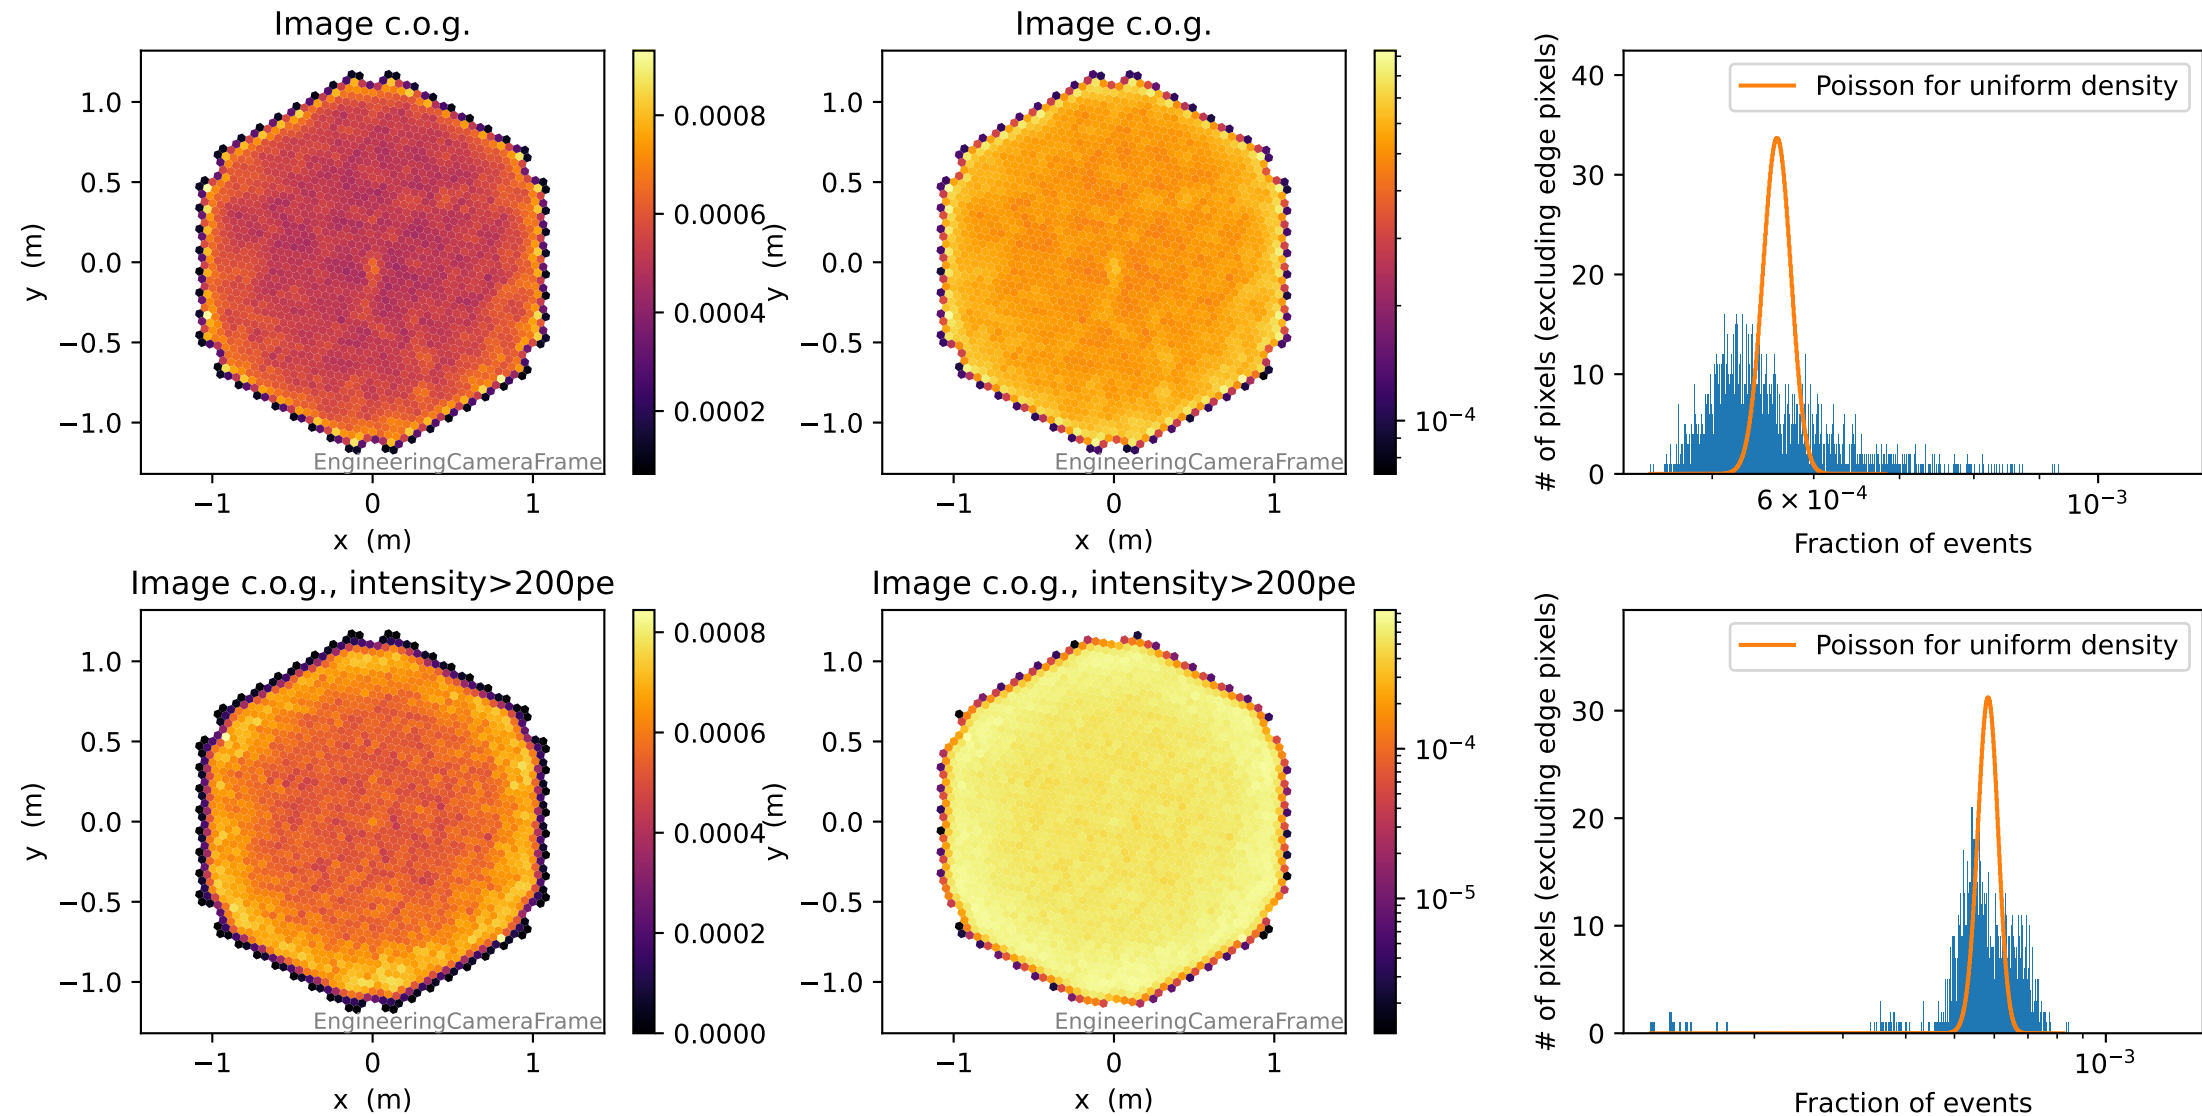 Image c.o.g.
1.0
0.5
0.0
−0.5
−1.0
y (m)
−1
0
1
x (m)
EngineeringCameraFrame
0.0008
0.0006
0.0004
0.0002
Image c.o.g.
1.0
0.5
0.0
−0.5
−1.0
y (m)
−1
0
1
x (m)
EngineeringCameraFrame
10⁻⁴
# of pixels (excluding edge pixels)
40
30
20
10
0
Poisson for uniform density
6 × 10⁻⁴
10⁻³
Fraction of events
Image c.o.g., intensity>200pe
1.0
0.5
0.0
−0.5
−1.0
y (m)
−1
0
1
x (m)
EngineeringCameraFrame
0.0008
0.0006
0.0004
0.0002
0.0000
Image c.o.g., intensity>200pe
1.0
0.5
0.0
−0.5
−1.0
y (m)
−1
0
1
x (m)
EngineeringCameraFrame
10⁻⁴
10⁻⁵
# of pixels (excluding edge pixels)
30
20
10
0
Poisson for uniform density
10⁻³
Fraction of events